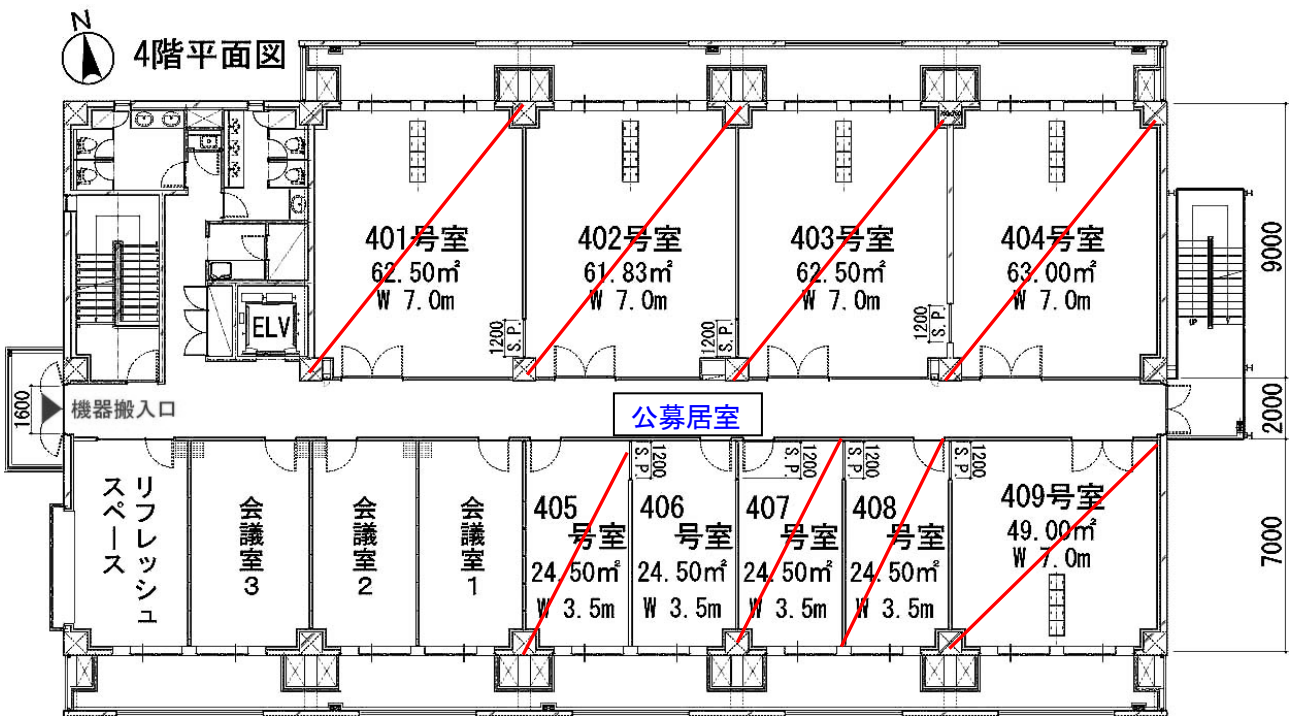 N
4階平面図
401号室
62.50㎡
W 7.0m
402号室
61.83㎡
W 7.0m
403号室
62.50㎡
W 7.0m
404号室
63.00㎡
W 7.0m
1200
S.P.
1200
S.P.
1200
S.P.
ELV
9000
2000
7000
1600
機器搬入口
公募居室
リフレッシュ
スペース
会議室3
会議室2
会議室1
1200
S.P.
1200
S.P.
1200
S.P.
1200
S.P.
405
号室
24.50㎡
W 3.5m
406
号室
24.50㎡
W 3.5m
407
号室
24.50㎡
W 3.5m
408
号室
24.50㎡
W 3.5m
409号室
49.00㎡
W 7.0m